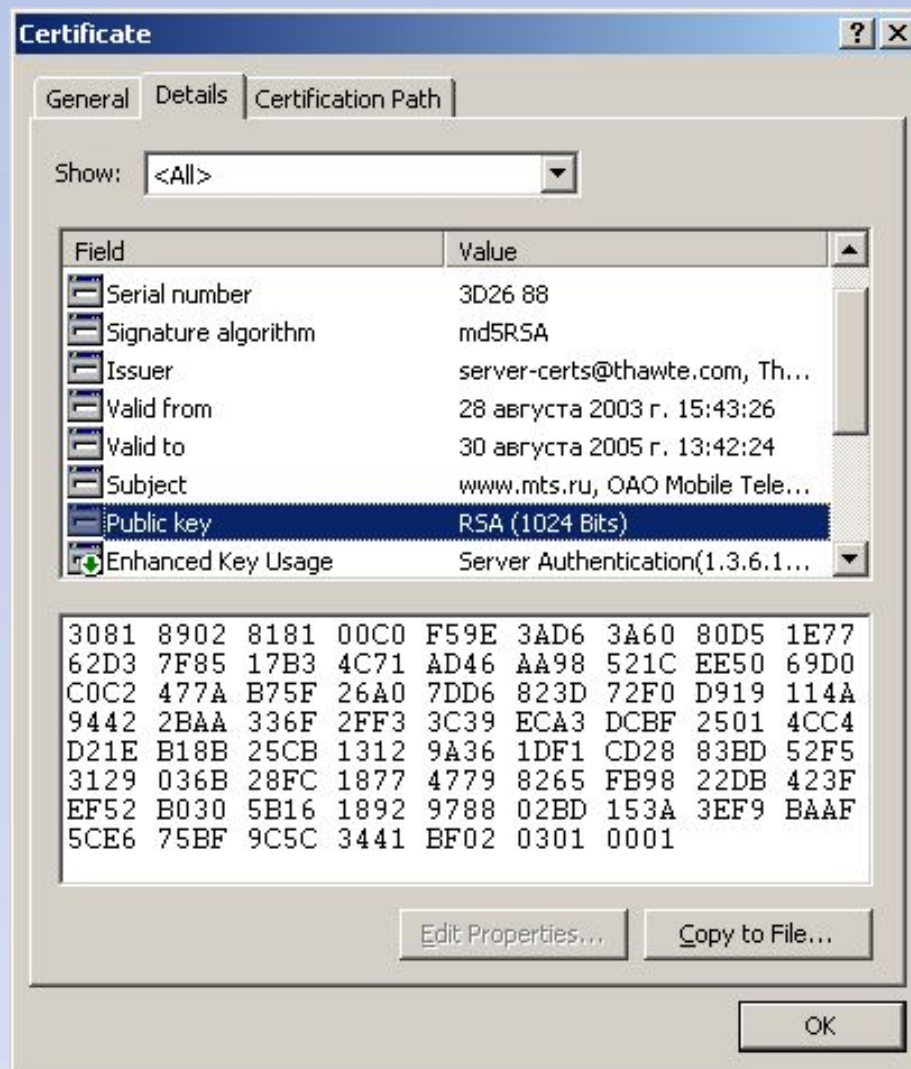 Certificate
General Details Certification Path
Show: <All>
Field Value
Serial number 3D26 88
Signature algorithm md5RSA
Issuer server-certs@thawte.com, Th...
Valid from 28 августа 2003 г. 15:43:26
Valid to 30 августа 2005 г. 13:42:24
Subject www.mts.ru, ОАО Mobile Tele...
Public key RSA (1024 Bits)
Enhanced Key Usage Server Authentication(1.3.6.1...
3081 8902 8181 00C0 F59E 3AD6 3A60 80D5 1E77
62D3 7F85 17B3 4C71 AD46 AA98 521C EE50 69D0
C0C2 477A B75F 26A0 7DD6 823D 72F0 D919 114A
9442 2BAA 336F 2FF3 3C39 ECA3 DCBF 2501 4CC4
D21E B18B 25CB 1312 9A36 1DF1 CD28 83BD 52F5
3129 036B 28FC 1877 4779 8265 FB98 22DB 423F
EF52 B030 5B16 1892 9788 02BD 153A 3EF9 BAAF
5CE6 75BF 9C5C 3441 BF02 0301 0001
Edit Properties... Copy to File...
OK